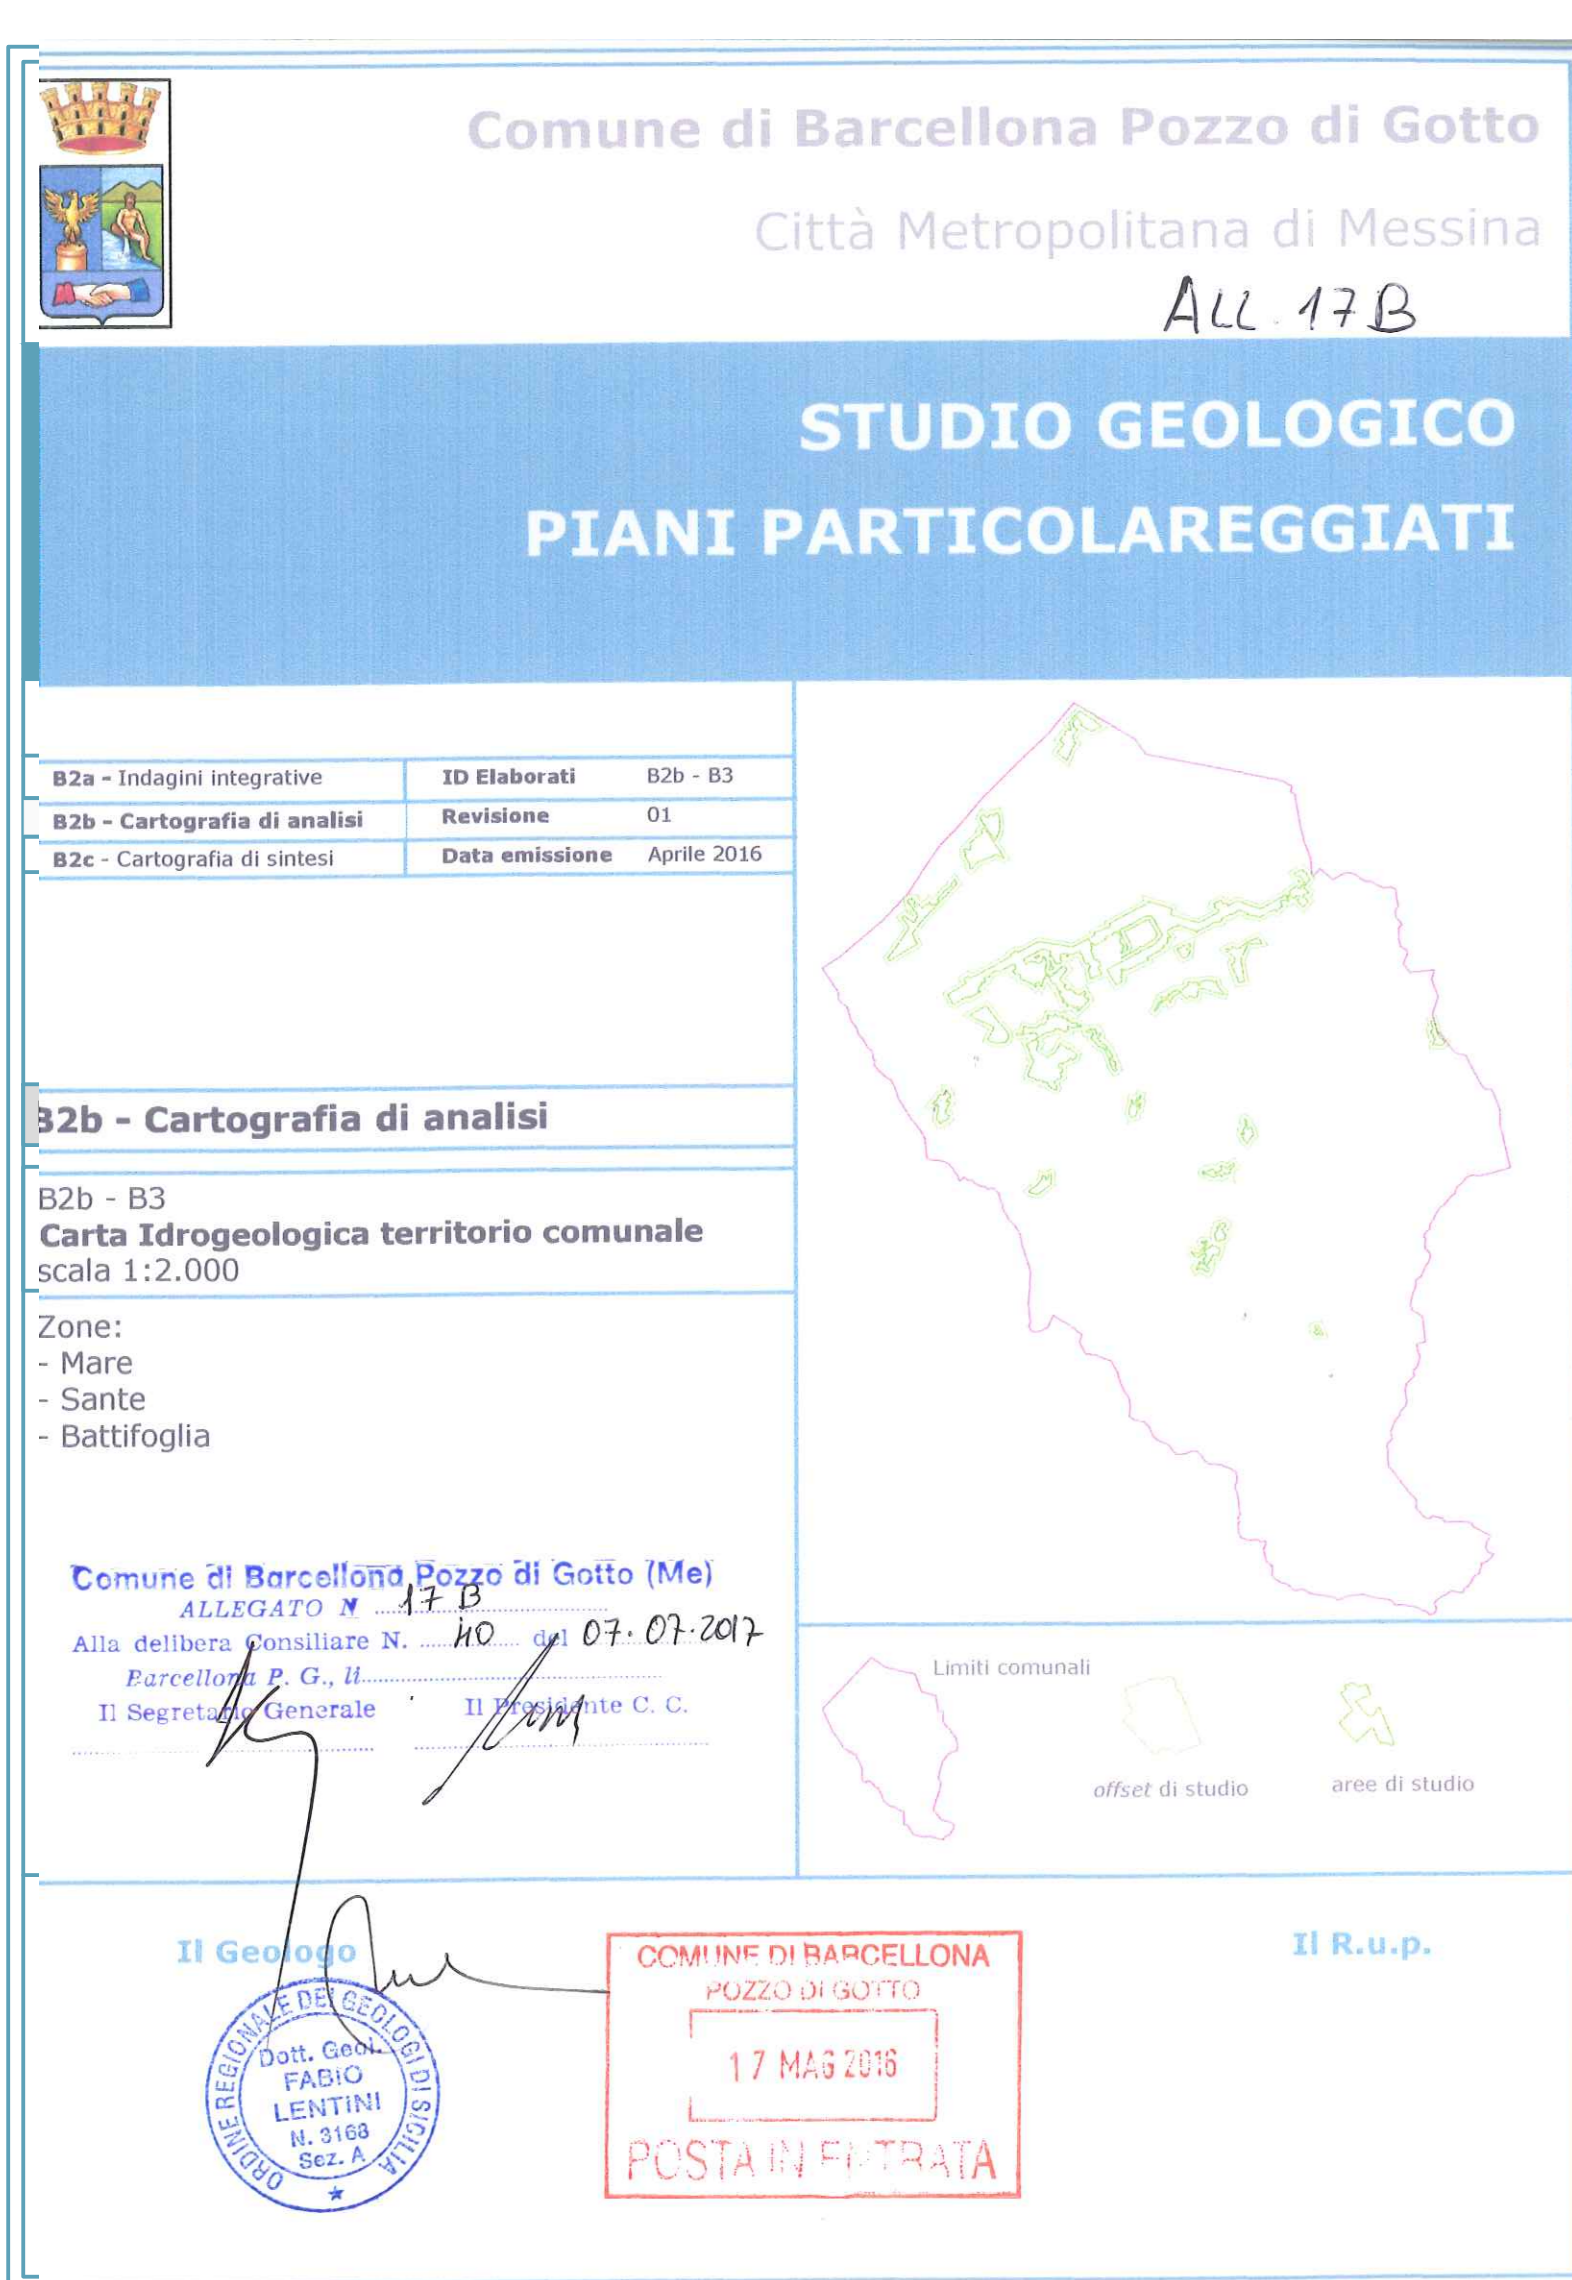 Comune di Barcellona Pozzo di Gotto
Città Metropolitana di Messina
ALL. 17B
STUDIO GEOLOGICO
PIANI PARTICOLAREGGIATI
B2a - Indagini integrative
ID Elaborati B2b - B3
B2b - Cartografia di analisi
Revisione 01
B2c - Cartografia di sintesi
Data emissione Aprile 2016
B2b - Cartografia di analisi
B2b - B3
Carta Idrogeologica territorio comunale
scala 1:2.000
Zone:
- Mare
- Sante
- Battifoglia
Comune di Barcellona Pozzo di Gotto (Me)
ALLEGATO N 17 B
Alla delibera Consiliare N. 40 del 07.07.2017
Barcellona P. G., li
Il Segretario Generale Il Presidente C. C.
Limiti comunali
offset di studio
aree di studio
Il Geologo
ORDINE REGIONALE DEI GEOLOGI DI SICILIA
Dott. Geol.
FABIO
LENTINI
N. 3168
Sez. A
COMUNE DI BARCELLONA
POZZO DI GOTTO
17 MAG 2016
POSTA IN ENTRATA
Il R.u.p.